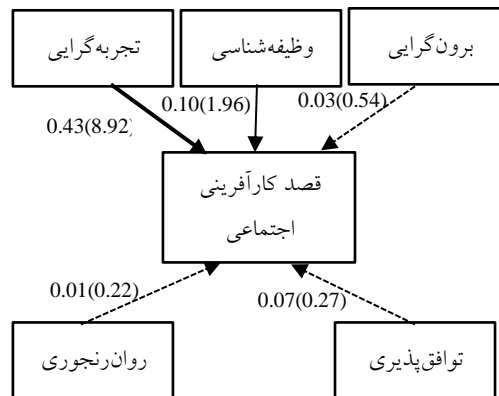 برون‌گرایی
وظیفه‌شناسی
تجربه‌گرایی
0.03(0.54)
0.10(1.96)
0.43(8.92)
قصد کارآفرینی
اجتماعی
0.07(0.27)
0.01(0.22)
توافق‌پذیری
روان‌رنجوری